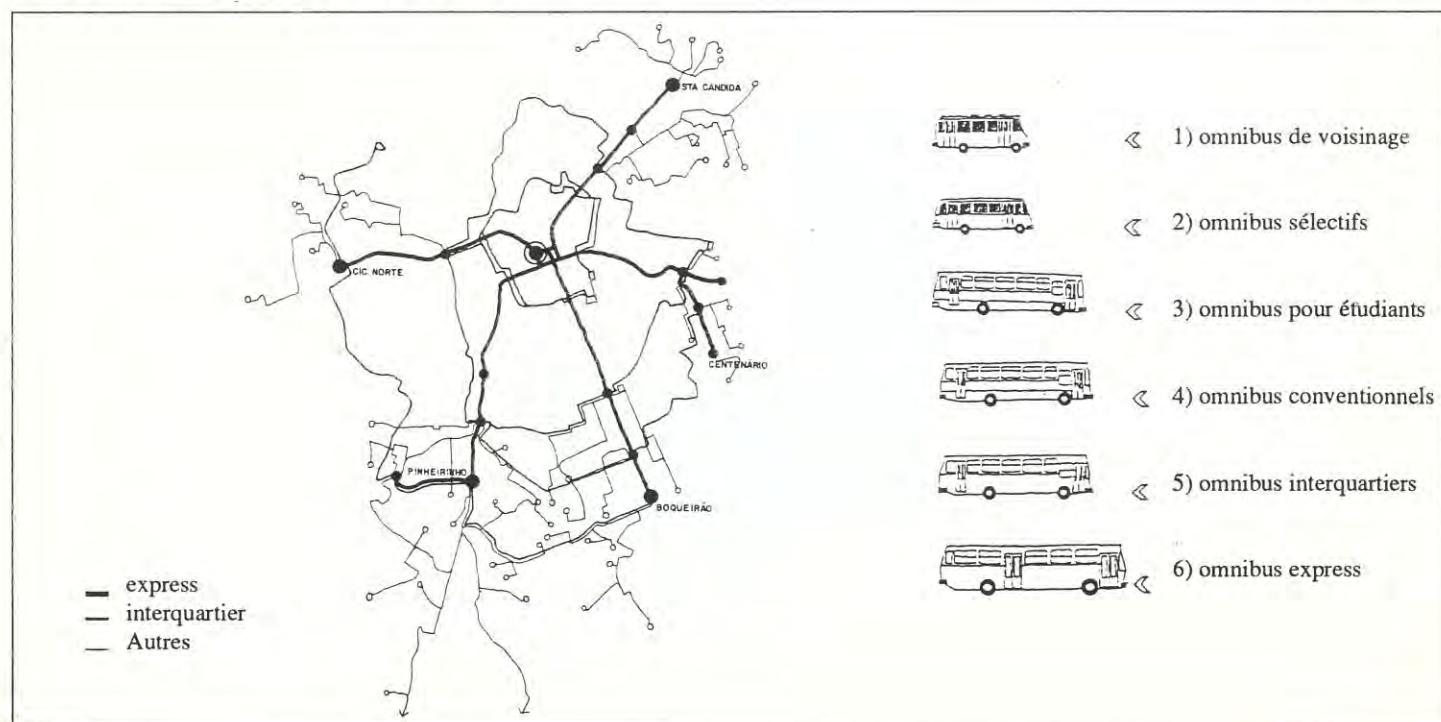 STA CANDIDA
CIC NORTE
CENTENÁRIO
PINHEIRINHO
BOQUEIRÃO
express
interquartier
Autres
1) omnibus de voisinage
2) omnibus sélectifs
3) omnibus pour étudiants
4) omnibus conventionnels
5) omnibus interquartiers
6) omnibus express